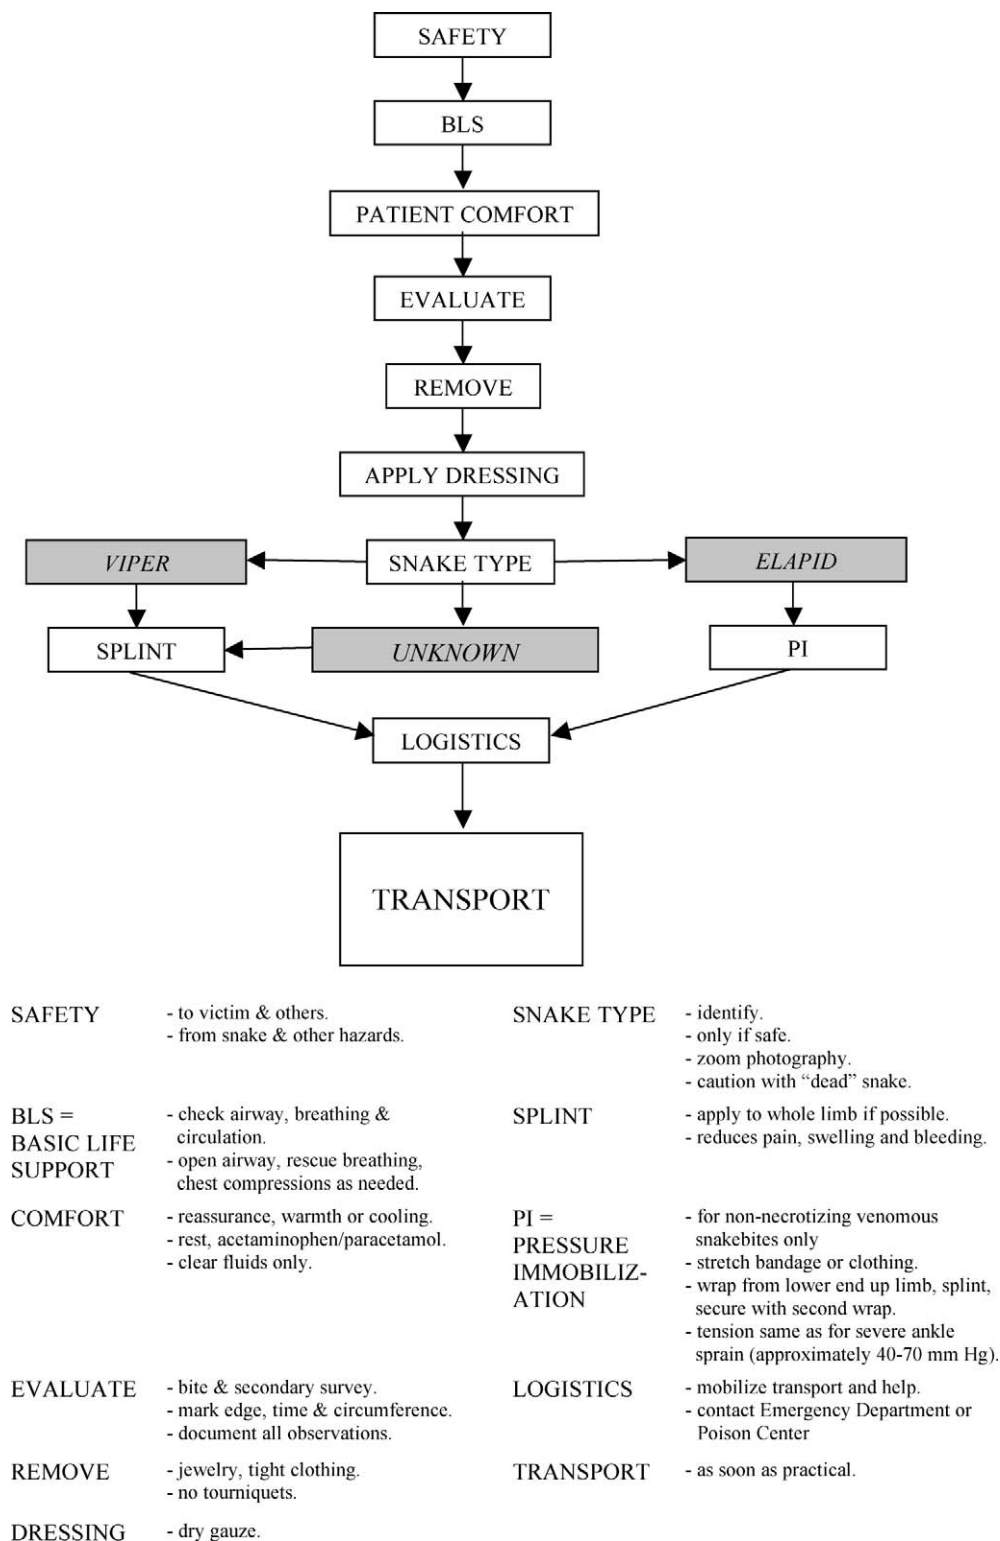 SAFETY
BLS
PATIENT COMFORT
EVALUATE
REMOVE
APPLY DRESSING
VIPER
SNAKE TYPE
ELAPID
SPLINT
UNKNOWN
PI
LOGISTICS
TRANSPORT
SAFETY
- to victim & others.
- from snake & other hazards.
BLS =
BASIC LIFE
SUPPORT
- check airway, breathing &
circulation.
- open airway, rescue breathing,
chest compressions as needed.
COMFORT
- reassurance, warmth or cooling.
- rest, acetaminophen/paracetamol.
- clear fluids only.
EVALUATE
- bite & secondary survey.
- mark edge, time & circumference.
- document all observations.
REMOVE
- jewelry, tight clothing.
- no tourniquets.
DRESSING
- dry gauze.
SNAKE TYPE
- identify.
- only if safe.
- zoom photography.
- caution with “dead” snake.
SPLINT
- apply to whole limb if possible.
- reduces pain, swelling and bleeding.
PI =
PRESSURE
IMMOBILIZ-
ATION
- for non-necrotizing venomous
snakebites only
- stretch bandage or clothing.
- wrap from lower end up limb, splint,
secure with second wrap.
- tension same as for severe ankle
sprain (approximately 40-70 mm Hg).
LOGISTICS
- mobilize transport and help.
- contact Emergency Department or
Poison Center
TRANSPORT
- as soon as practical.